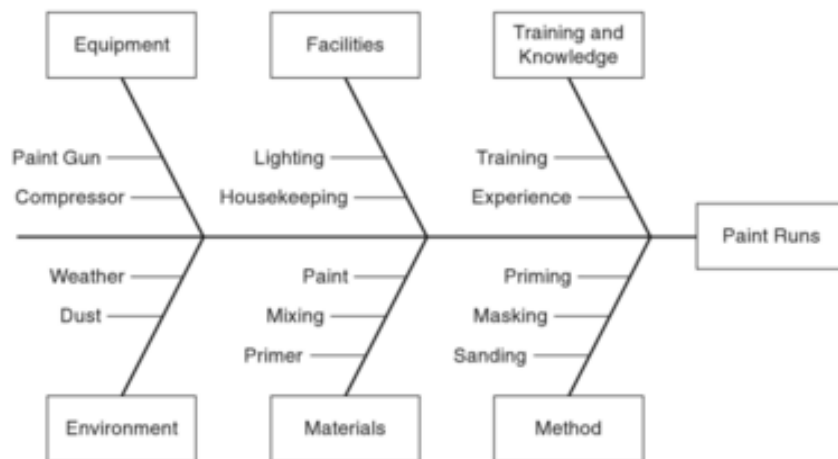 Equipment
Facilities
Training and
Knowledge
Paint Gun
Lighting
Training
Compressor
Housekeeping
Experience
Paint Runs
Weather
Paint
Priming
Dust
Mixing
Masking
Primer
Sanding
Environment
Materials
Method